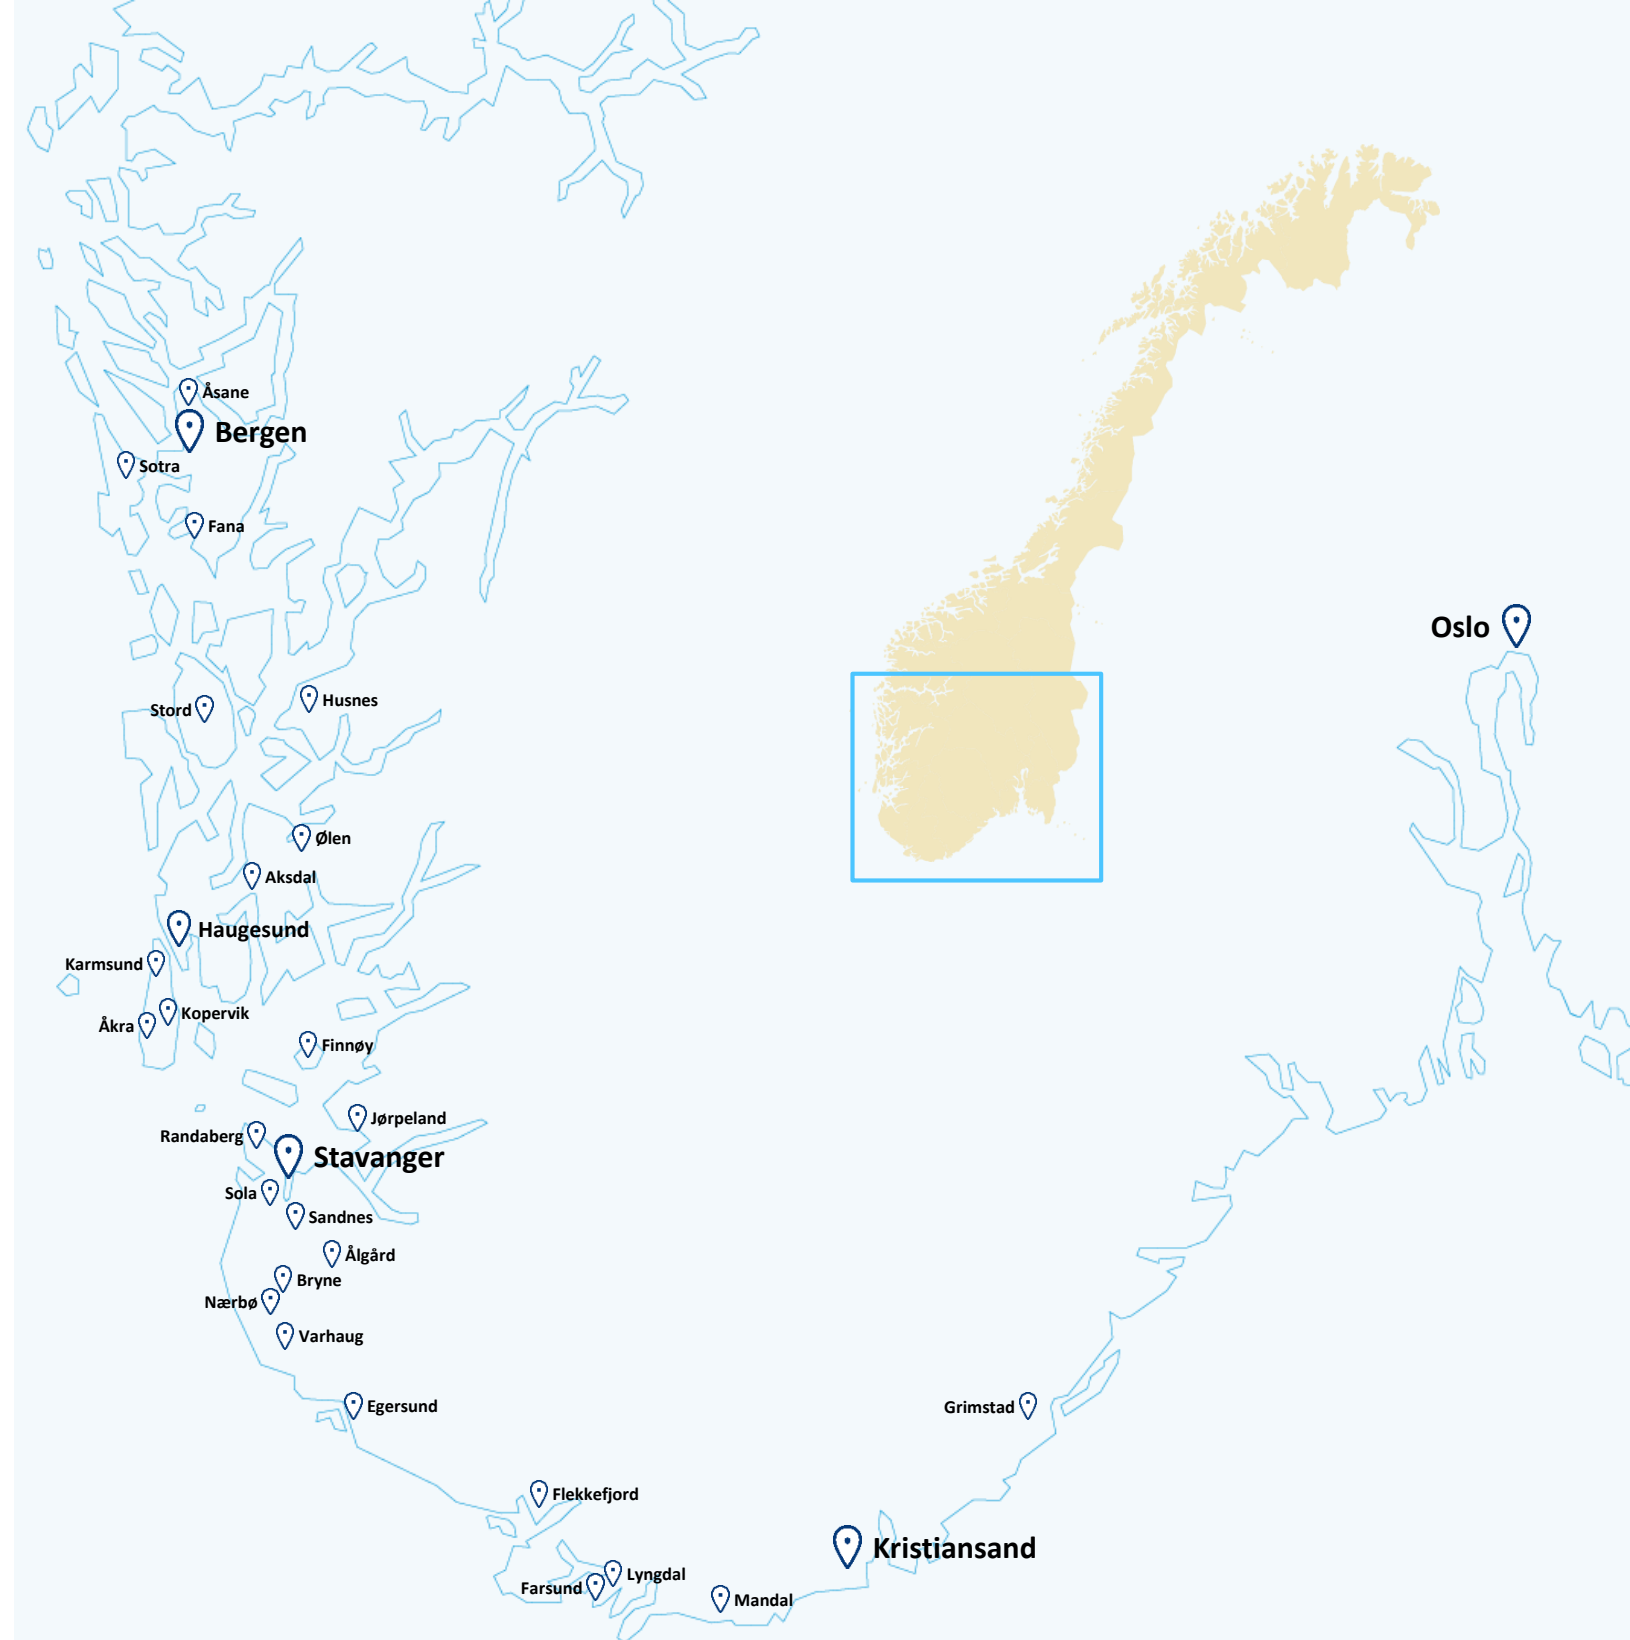 Åsane
Bergen
Sotra
Fana
Oslo
Husnes
Stord
Ølen
Aksdal
Haugesund
Karmsund
Kopervik
Åkra
Finnøy
Jørpeland
Randaberg
Stavanger
Sola
Sandnes
Ålgård
Bryne
Nærbø
Varhaug
Egersund
Grimstad
Flekkefjord
Kristiansand
Lyngdal
Farsund
Mandal